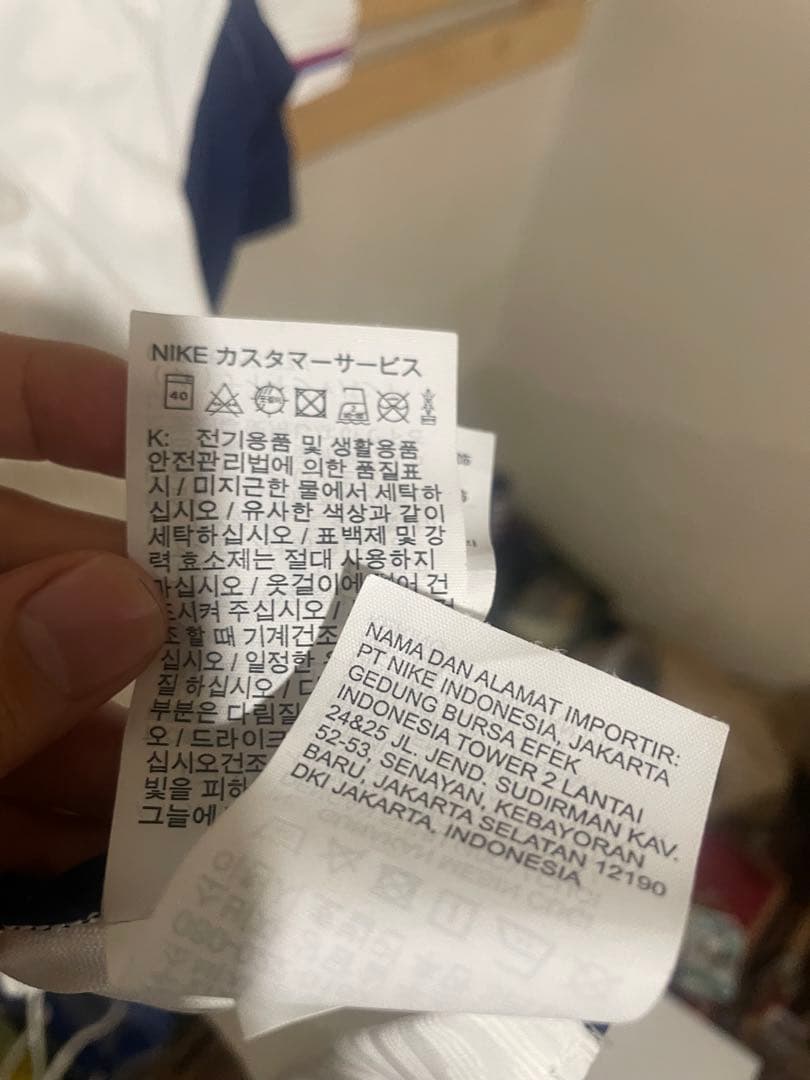 NIKE カスタマーサービス
40
K: 전기용품 및 생활용품
안전관리법에 의한 품질표
시 / 미지근한 물에서 세탁하
십시오 / 유사한 색상과 같이
세탁하십시오 / 표백제 및 강
력 효소제는 절대 사용하지
마십시오 / 옷걸이에 건
시켜 주십시오 /
할 때 기계건조
십시오 / 일정한
질 하십시오 /
부분은 다림질
오 / 드라이
십시오건조
빛을 피하
그늘에
NAMA DAN ALAMAT IMPORTIR:
PT NIKE INDONESIA, JAKARTA
GEDUNG BURSA EFEK
INDONESIA TOWER 2 LANTAI
24&25 JL. JEND. SUDIRMAN KAV.
52-53, SENAYAN, KEBAYORAN
BARU, JAKARTA SELATAN 12190
DKI JAKARTA, INDONESIA